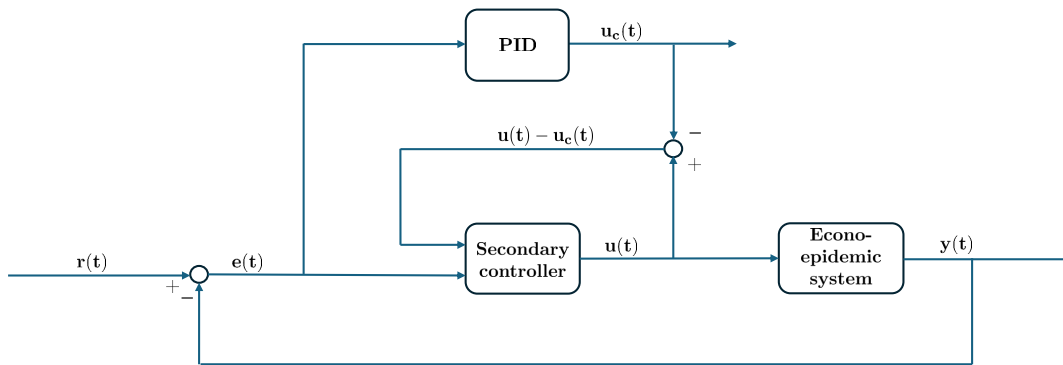 PID
u_c(t)
−
u(t) − u_c(t)
+
Secondary
controller
u(t)
Econo-
epidemic
system
y(t)
r(t)
+
−
e(t)